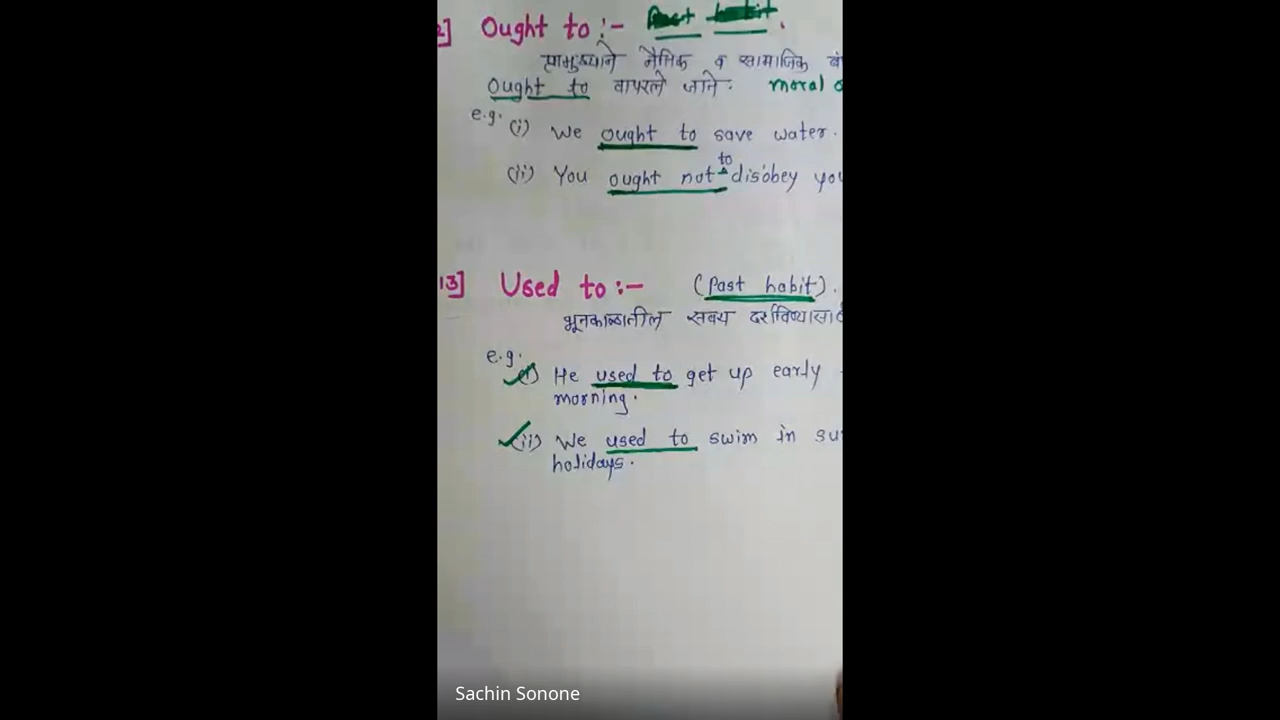 2] Ought to :- Past habit.
प्रामुख्याने नैतिक व सामाजिक
Ought to वापरले जाते. moral
e.g. (i) We ought to save water.
(ii) You ought not to disobey you
13] Used to :- (Past habit).
भूतकाळातील सवय दर्शविण्यासाठी
e.g. (i) He used to get up early
morning.
(ii) We used to swim in su
holidays.
Sachin Sonone